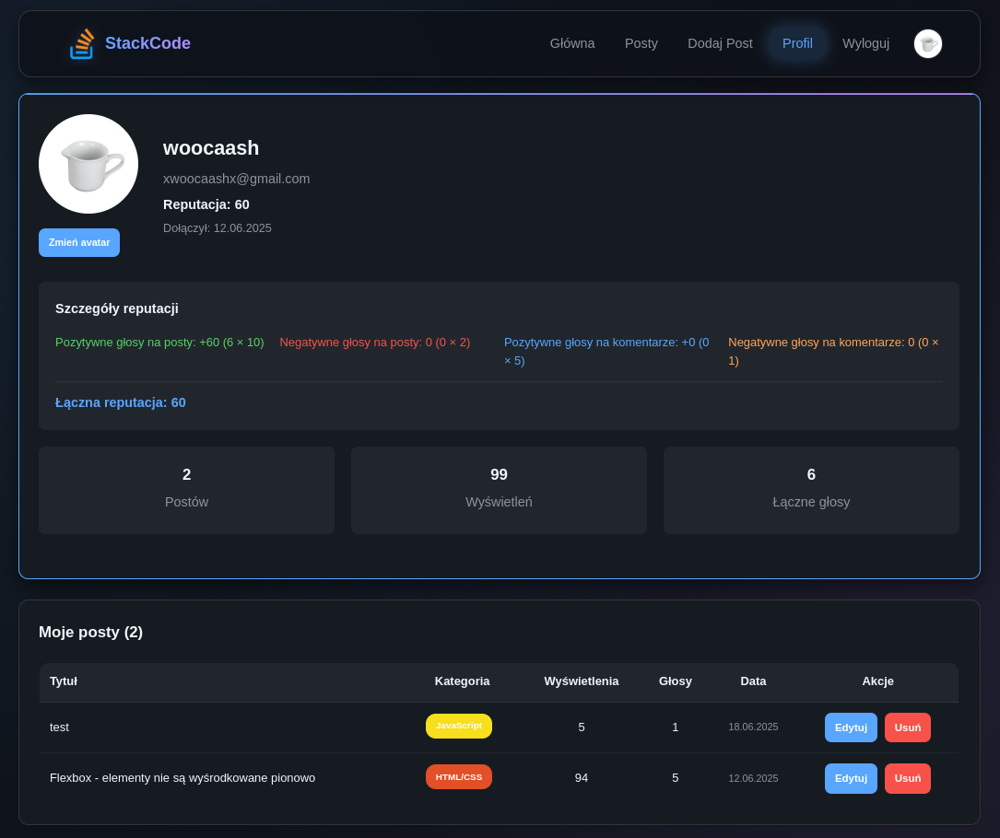 StackCode
Główna Posty Dodaj Post Profil Wyloguj
woocaash
xwoocaashx@gmail.com
Reputacja: 60
Dołączył: 12.06.2025
Zmień avatar
Szczegóły reputacji
Pozytywne głosy na posty: +60 (6 × 10)
Negatywne głosy na posty: 0 (0 × 2)
Pozytywne głosy na komentarze: +0 (0
× 5)
Negatywne głosy na komentarze: 0 (0 ×
1)
Łączna reputacja: 60
2
Postów
99
Wyświetleń
6
Łączne głosy
Moje posty (2)
Tytuł Kategoria Wyświetlenia Głosy Data Akcje
test JavaScript 5 1 18.06.2025 Edytuj Usuń
Flexbox - elementy nie są wyśrodkowane pionowo HTML/CSS 94 5 12.06.2025 Edytuj Usuń